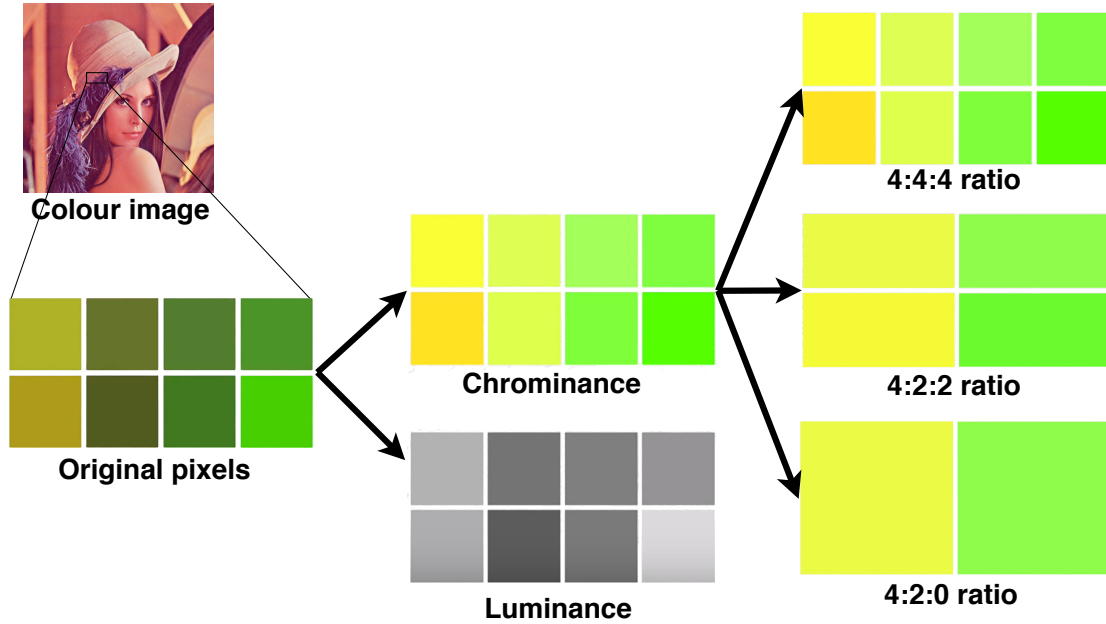 Colour image
Original pixels
Chrominance
Luminance
4:4:4 ratio
4:2:2 ratio
4:2:0 ratio